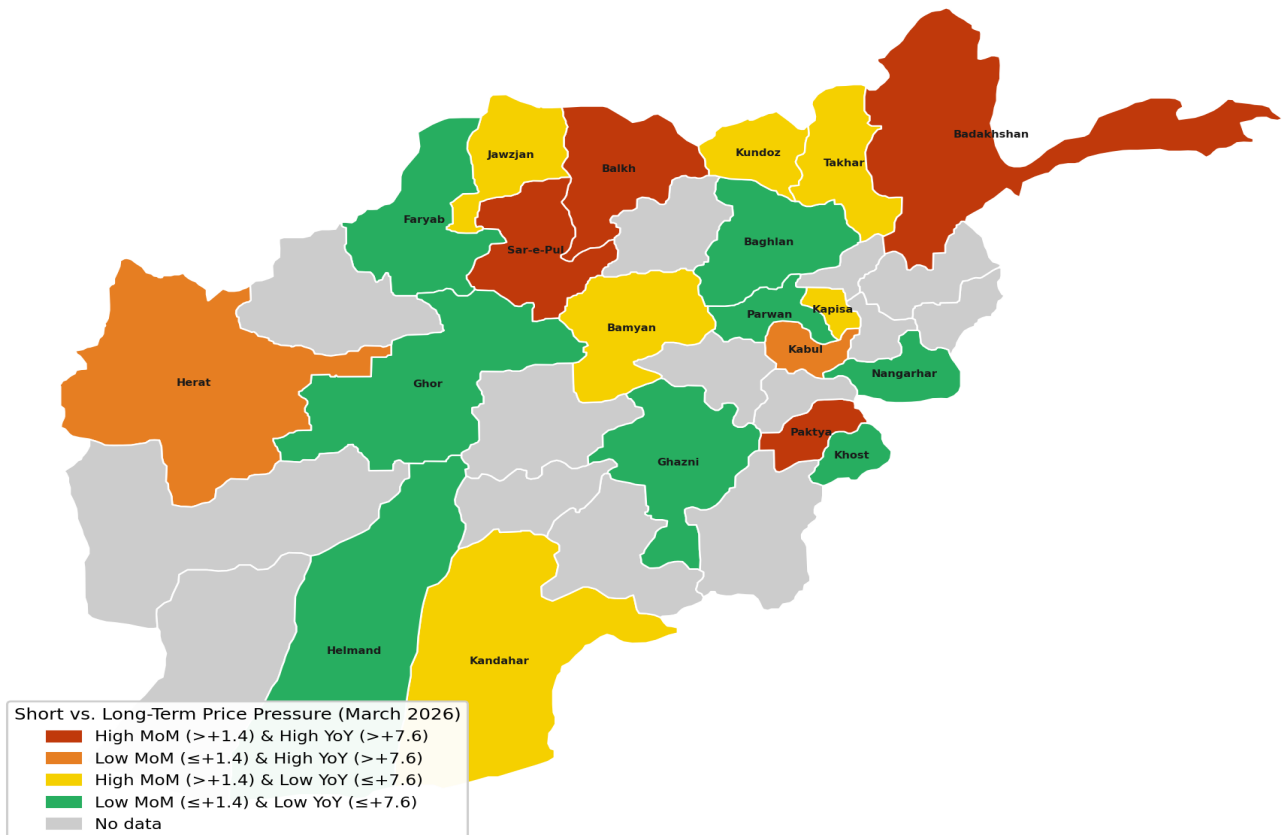 Badakhshan
Jawzjan
Kundoz
Takhar
Balkh
Faryab
Baghlan
Sar-e-Pul
Kapisa
Parwan
Bamyan
Kabul
Nangarhar
Herat
Ghor
Paktya
Khost
Ghazni
Helmand
Kandahar
Short vs. Long-Term Price Pressure (March 2026)
High MoM (>+1.4) & High YoY (>+7.6)
Low MoM (≤+1.4) & High YoY (>+7.6)
High MoM (>+1.4) & Low YoY (≤+7.6)
Low MoM (≤+1.4) & Low YoY (≤+7.6)
No data